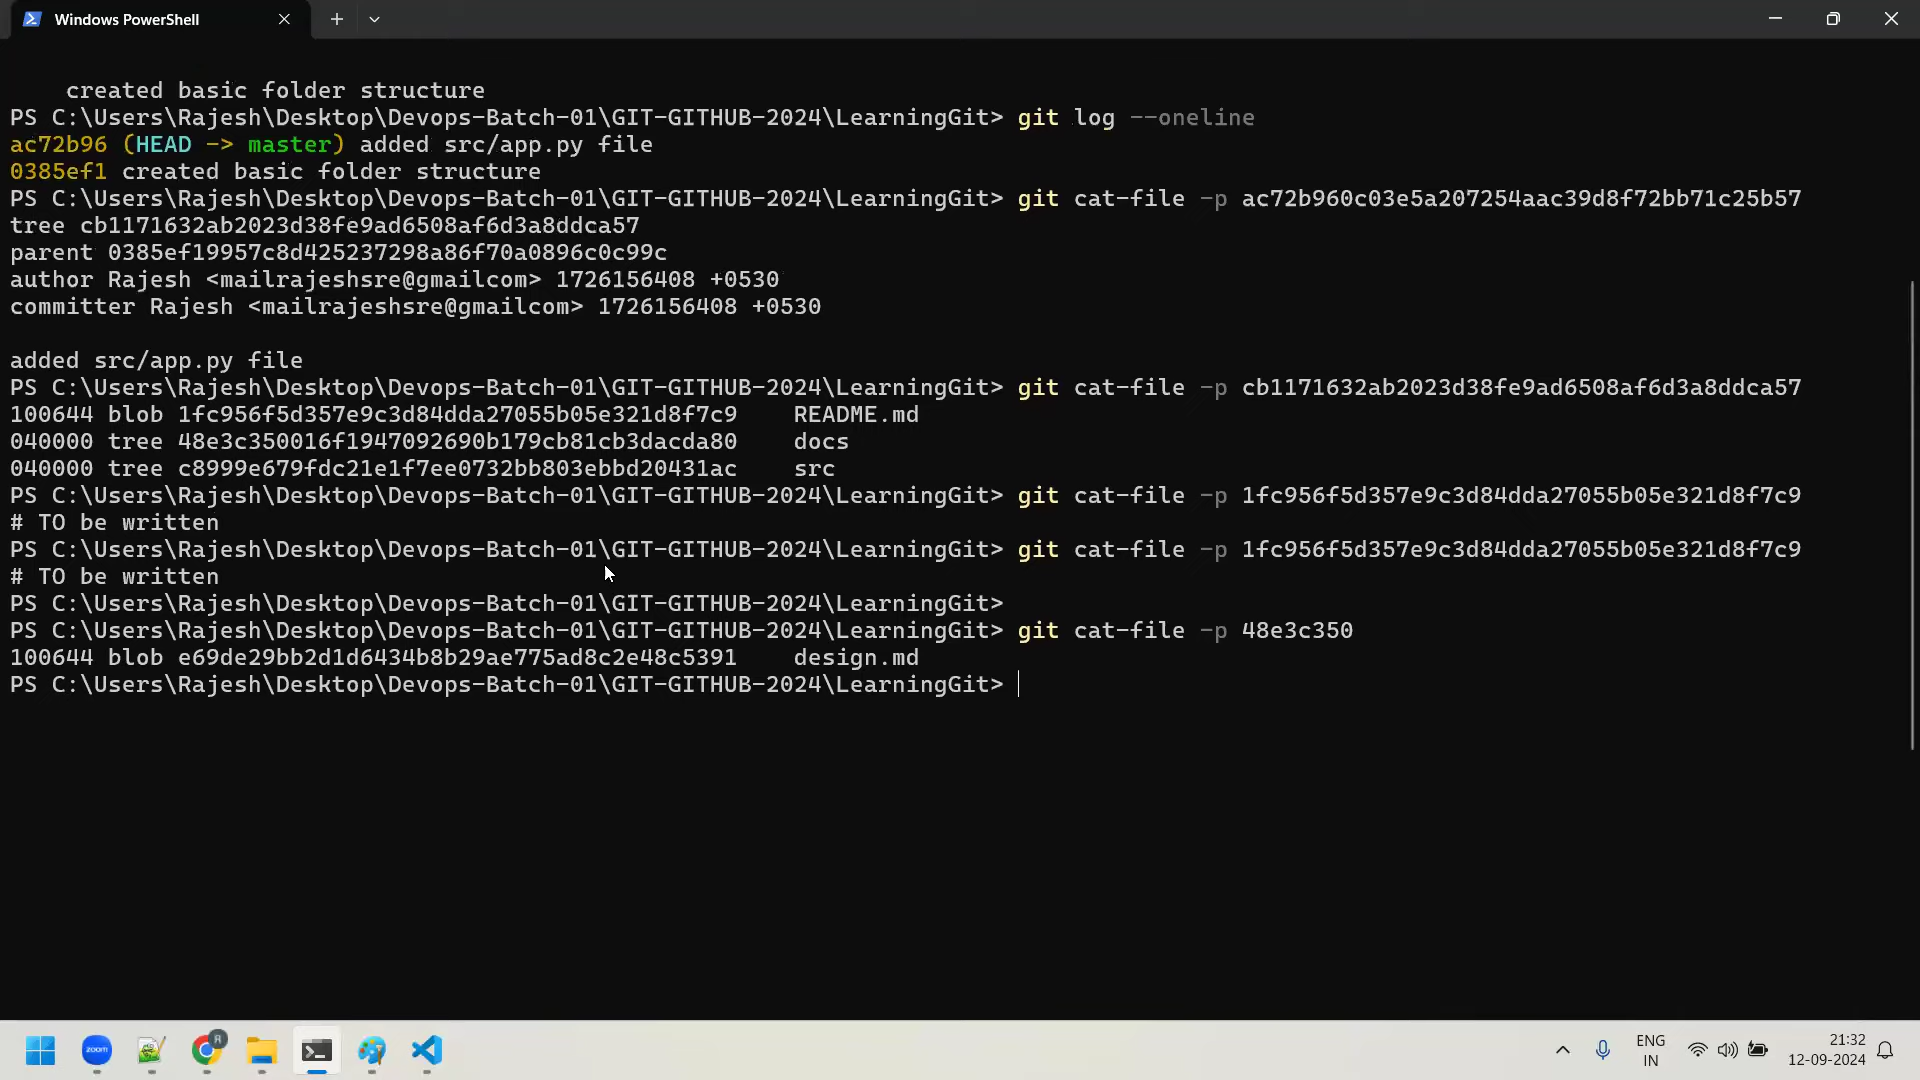 Windows PowerShell
    created basic folder structure
PS C:\Users\Rajesh\Desktop\Devops-Batch-01\GIT-GITHUB-2024\LearningGit> git log --oneline
ac72b96 (HEAD -> master) added src/app.py file
0385ef1 created basic folder structure
PS C:\Users\Rajesh\Desktop\Devops-Batch-01\GIT-GITHUB-2024\LearningGit> git cat-file -p ac72b960c03e5a207254aac39d8f72bb71c25b57
tree cb1171632ab2023d38fe9ad6508af6d3a8ddca57
parent 0385ef19957c8d425237298a86f70a0896c0c99c
author Rajesh <mailrajeshsre@gmailcom> 1726156408 +0530
committer Rajesh <mailrajeshsre@gmailcom> 1726156408 +0530
added src/app.py file
PS C:\Users\Rajesh\Desktop\Devops-Batch-01\GIT-GITHUB-2024\LearningGit> git cat-file -p cb1171632ab2023d38fe9ad6508af6d3a8ddca57
100644 blob 1fc956f5d357e9c3d84dda27055b05e321d8f7c9    README.md
040000 tree 48e3c350016f1947092690b179cb81cb3dacda80    docs
040000 tree c8999e679fdc21e1f7ee0732bb803ebbd20431ac    src
PS C:\Users\Rajesh\Desktop\Devops-Batch-01\GIT-GITHUB-2024\LearningGit> git cat-file -p 1fc956f5d357e9c3d84dda27055b05e321d8f7c9
# TO be written
PS C:\Users\Rajesh\Desktop\Devops-Batch-01\GIT-GITHUB-2024\LearningGit> git cat-file -p 1fc956f5d357e9c3d84dda27055b05e321d8f7c9
# TO be written
PS C:\Users\Rajesh\Desktop\Devops-Batch-01\GIT-GITHUB-2024\LearningGit>
PS C:\Users\Rajesh\Desktop\Devops-Batch-01\GIT-GITHUB-2024\LearningGit> git cat-file -p 48e3c350
100644 blob e69de29bb2d1d6434b8b29ae775ad8c2e48c5391    design.md
PS C:\Users\Rajesh\Desktop\Devops-Batch-01\GIT-GITHUB-2024\LearningGit>
zoom
R
ENG
IN
21:32
12-09-2024